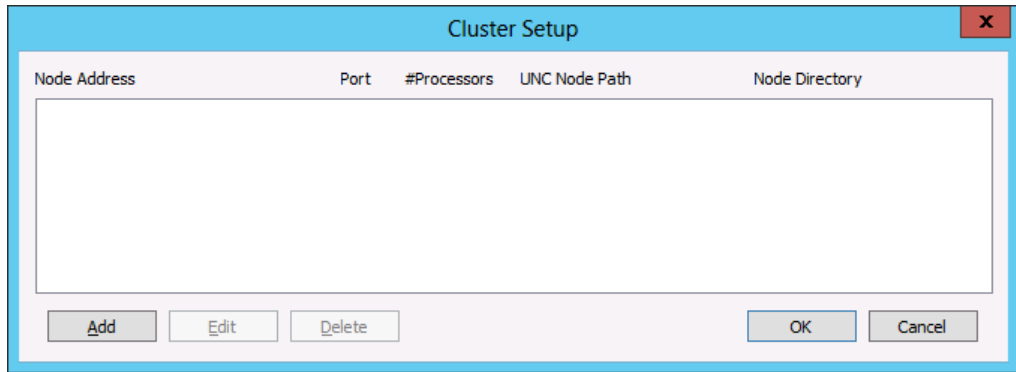 Cluster Setup
x
Node Address Port #Processors UNC Node Path Node Directory
Add Edit Delete OK Cancel